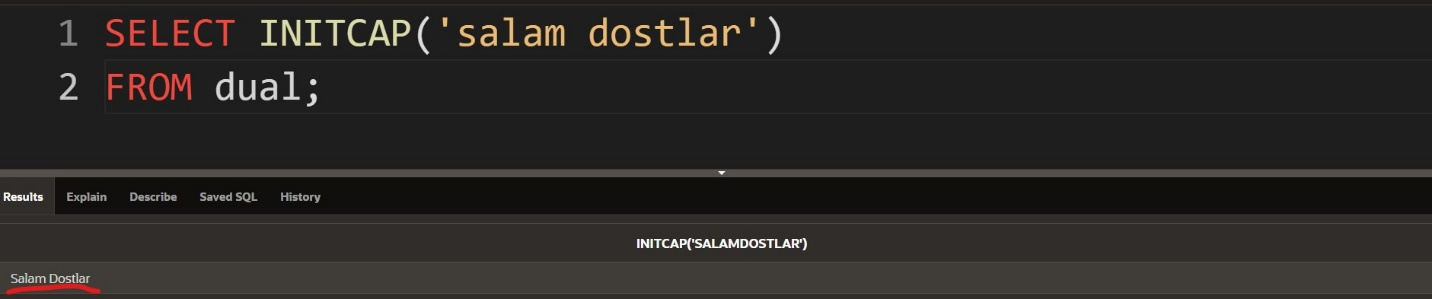 1 SELECT INITCAP('salam dostlar')
2 FROM dual;
Results Explain Describe Saved SQL History
INITCAP('SALAMDOSTLAR')
Salam Dostlar